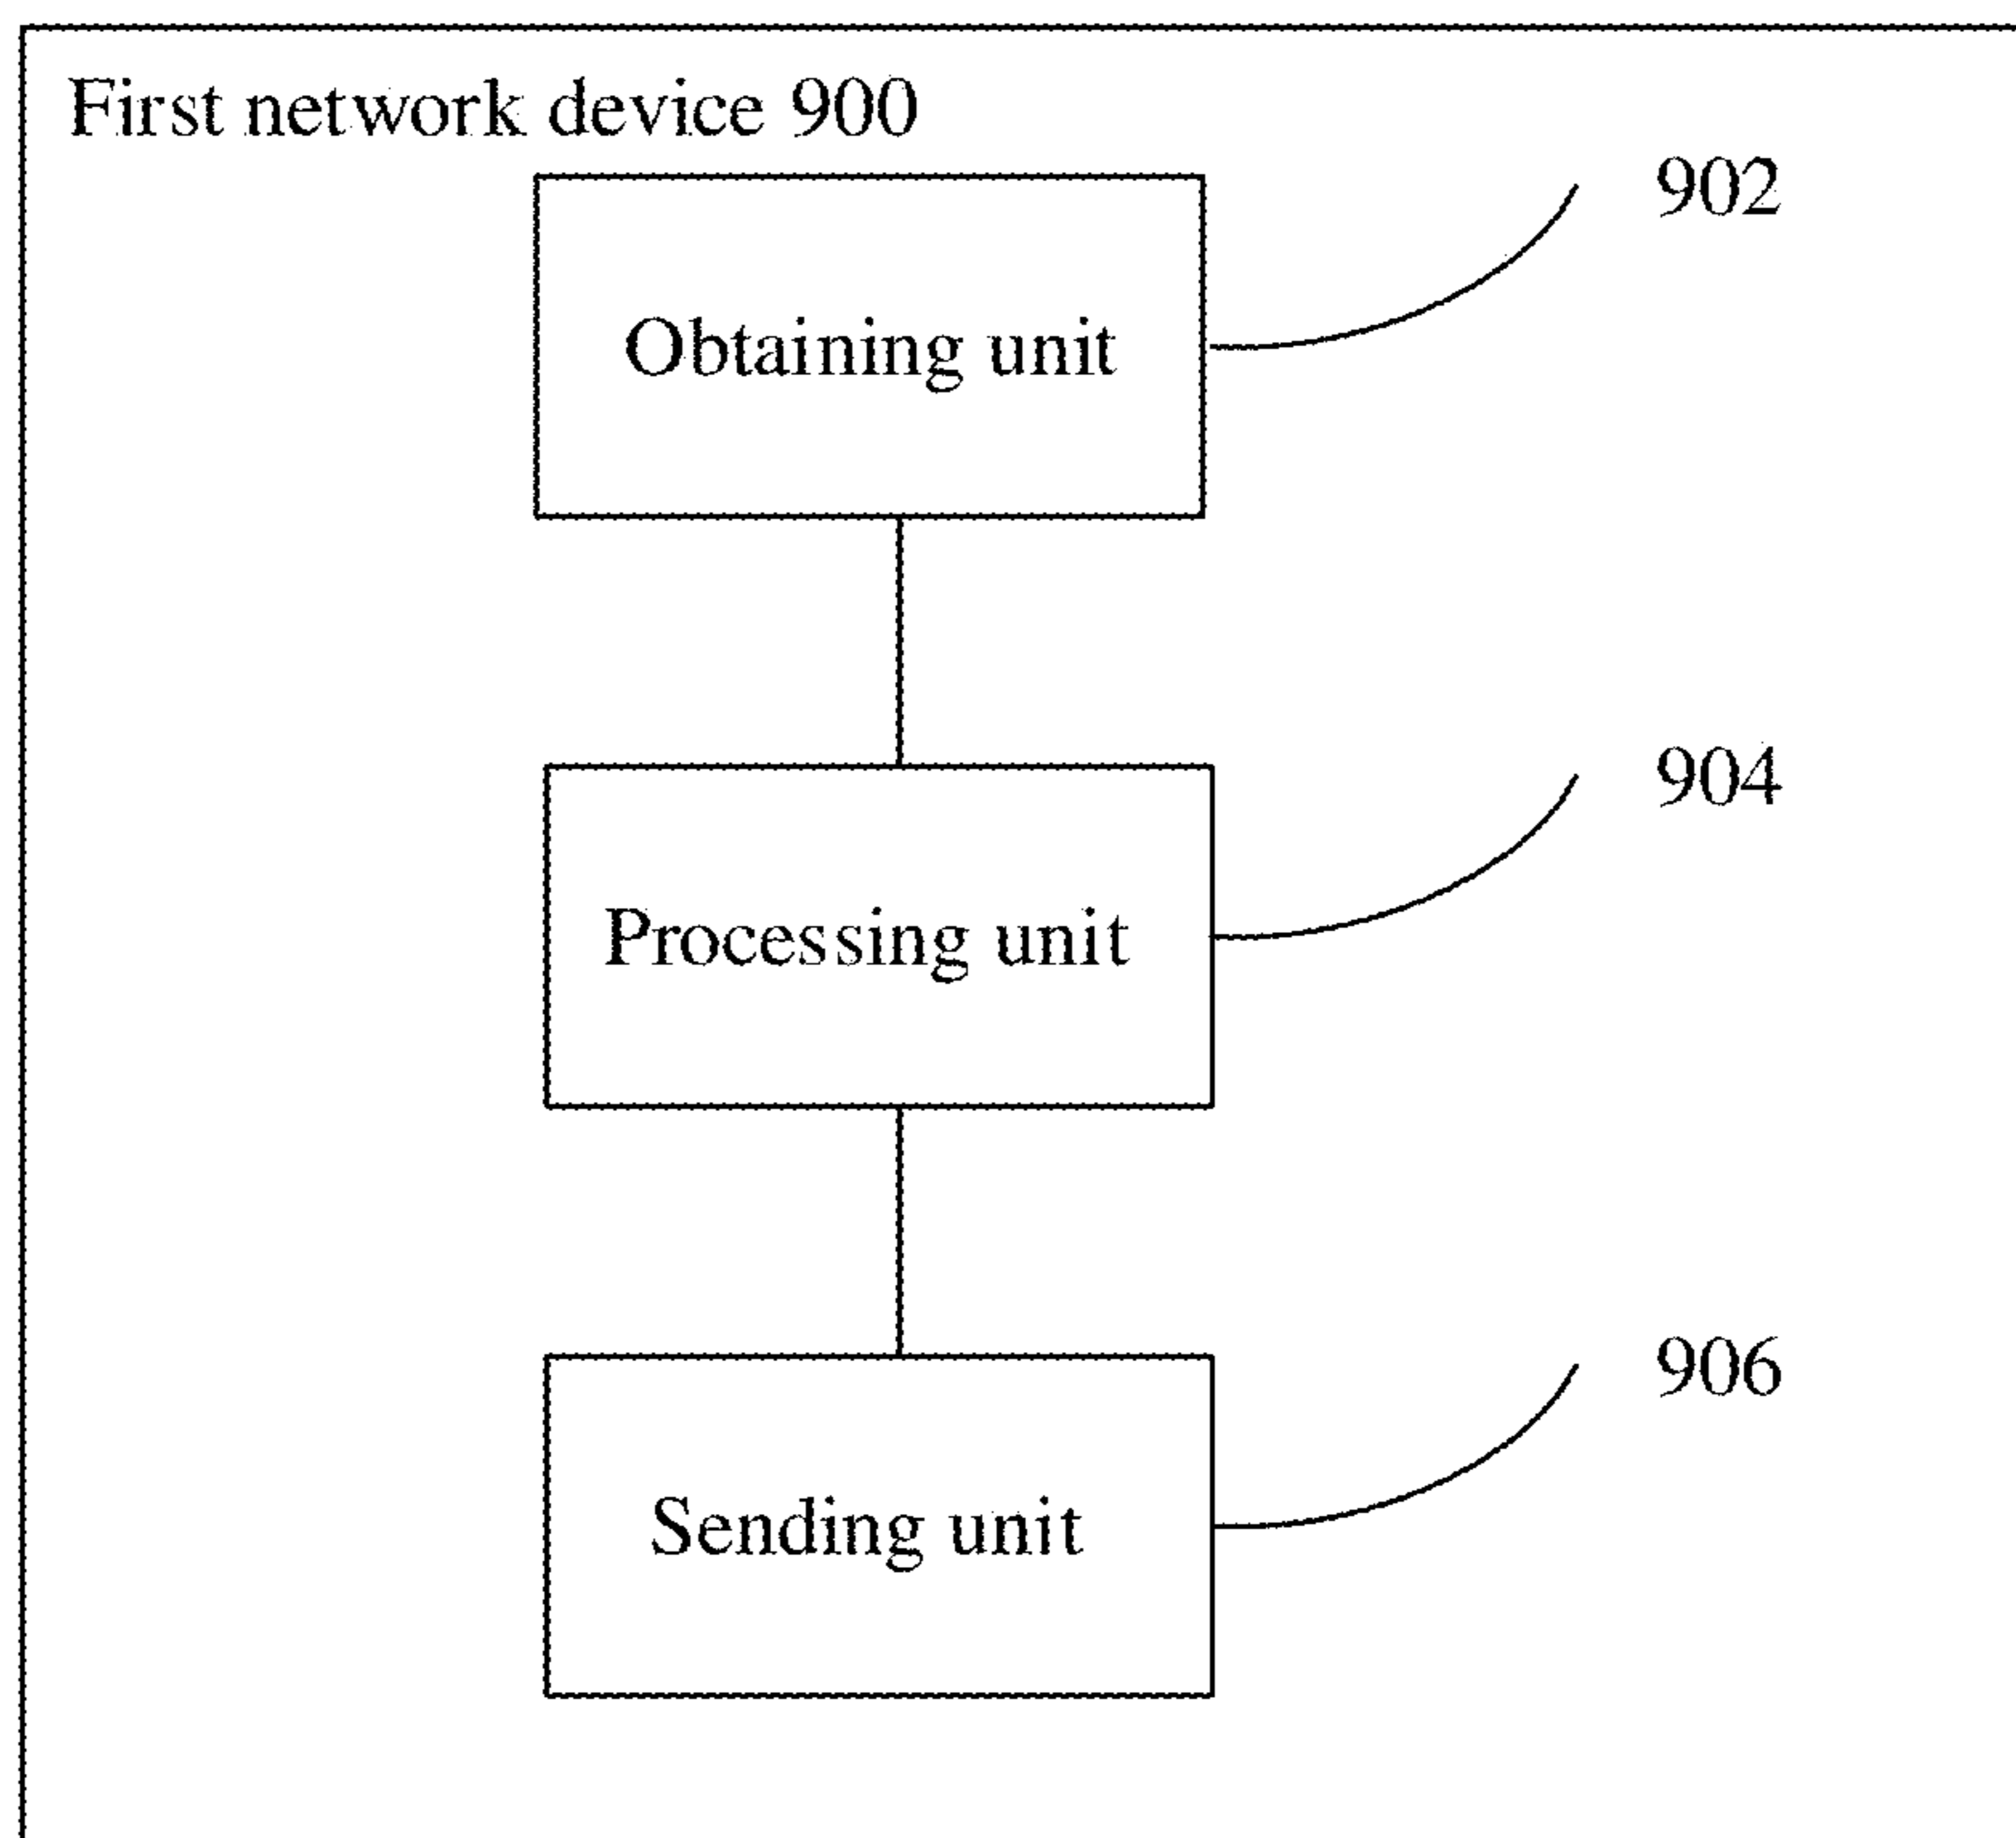 First network device 900
902
Obtaining unit
904
Processing unit
906
Sending unit